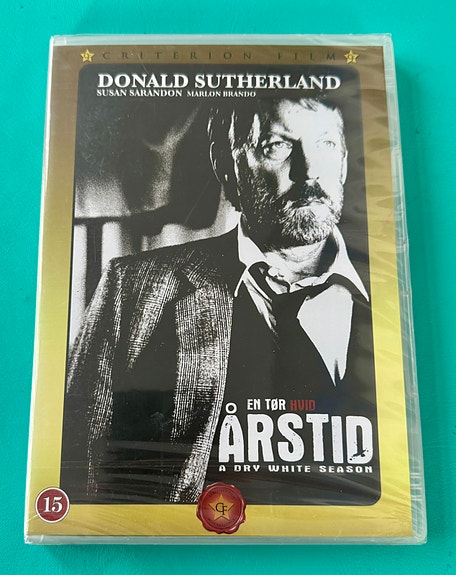 CRITERION FILM
DONALD SUTHERLAND
SUSAN SARANDON MARLON BRANDO
EN TØR HVID
ÅRSTID
A DRY WHITE SEASON
15
CF